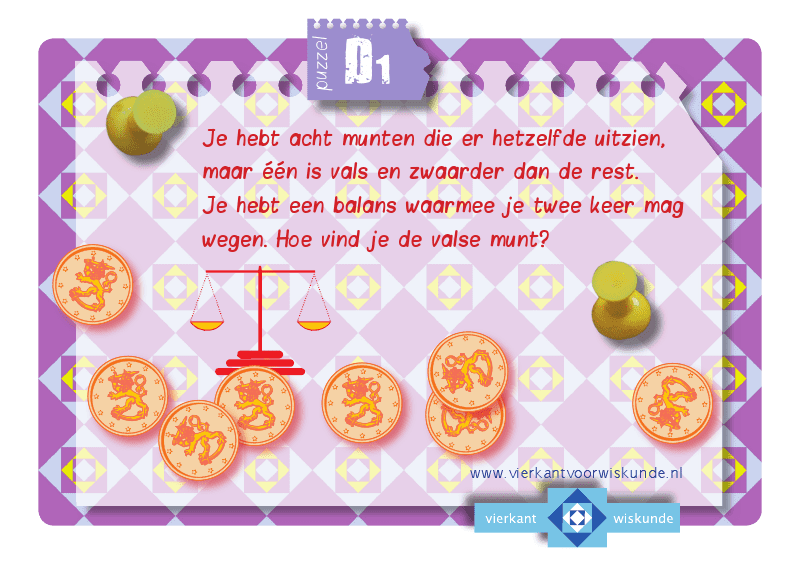 puzzel D1
Je hebt acht munten die er hetzelfde uitzien,
maar één is vals en zwaarder dan de rest.
Je hebt een balans waarmee je twee keer mag
wegen. Hoe vind je de valse munt?
www.vierkantvoorwiskunde.nl
vierkant wiskunde